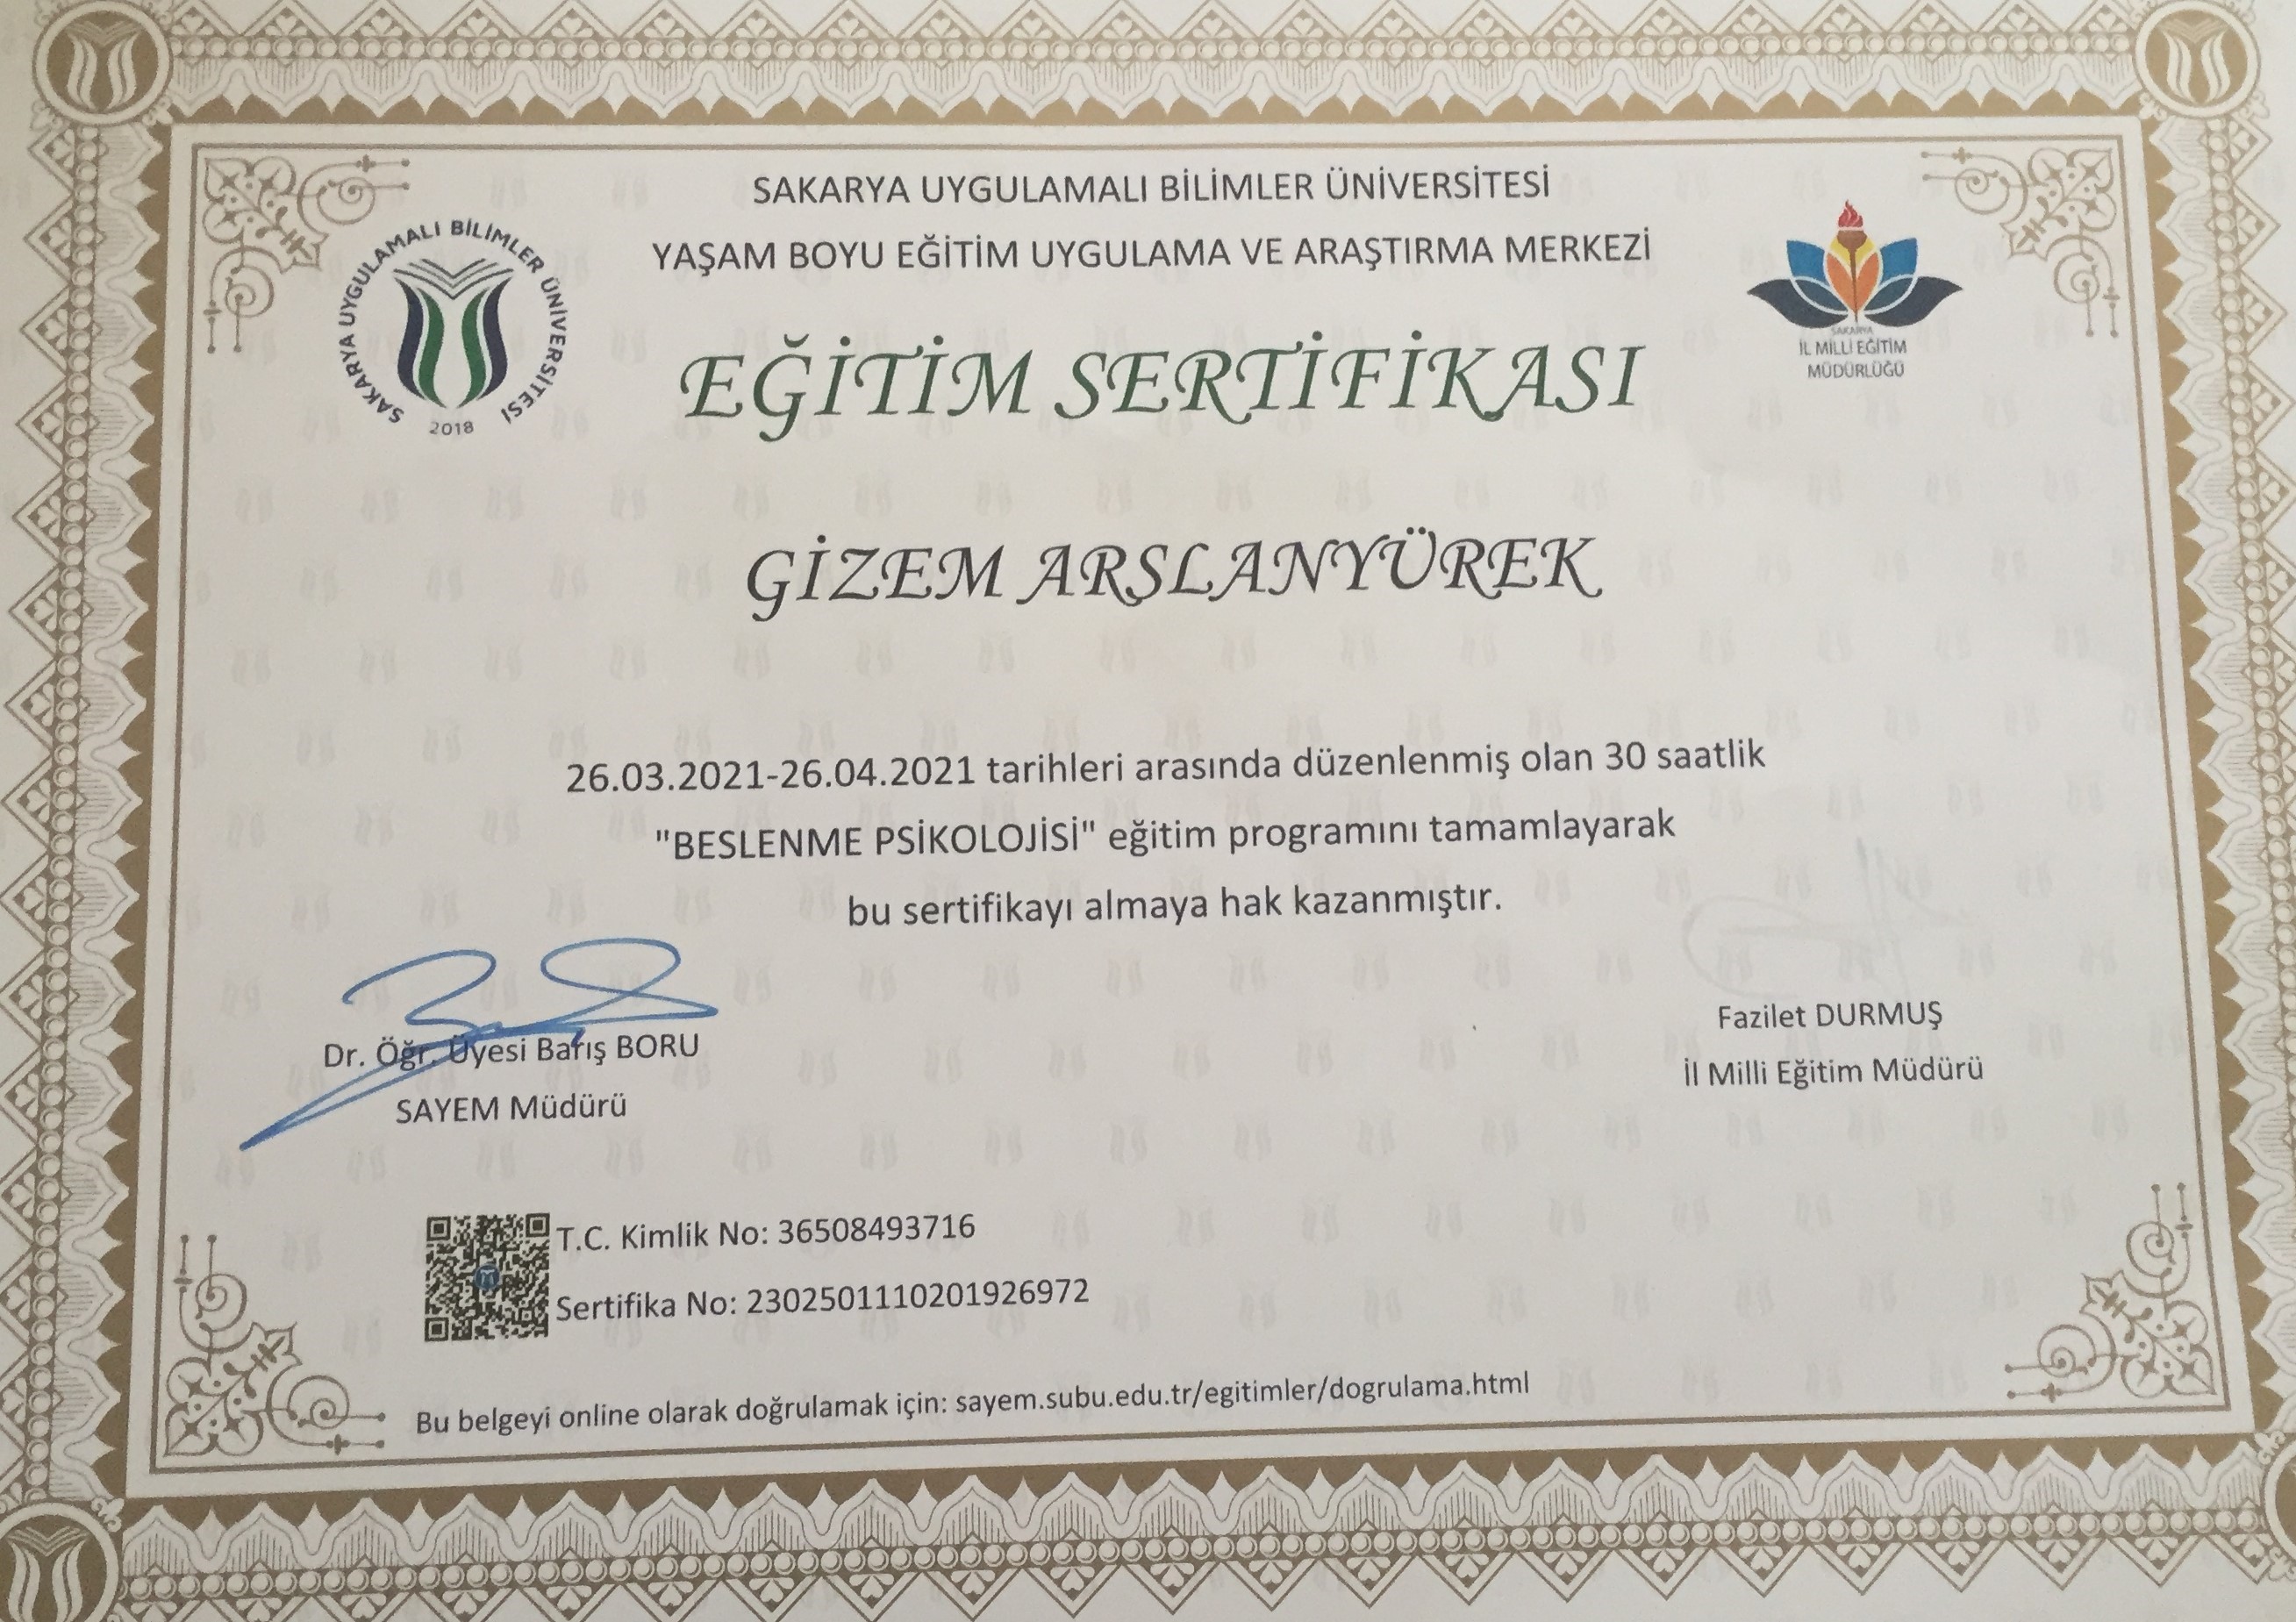 SAKARYA UYGULAMALI BİLİMLER ÜNİVERSİTESİ
YAŞAM BOYU EĞİTİM UYGULAMA VE ARAŞTIRMA MERKEZİ
SAKARYA UYGULAMALI BİLİMLER ÜNİVERSİTESİ
2018
SAKARYA
İL MİLLİ EĞİTİM
MÜDÜRLÜĞÜ
EĞİTİM SERTİFİKASI
GİZEM ARSLANYÜREK
26.03.2021-26.04.2021 tarihleri arasında düzenlenmiş olan 30 saatlik
"BESLENME PSİKOLOJİSİ" eğitim programını tamamlayarak
bu sertifikayı almaya hak kazanmıştır.
Dr. Öğr. Üyesi Barış BORU
SAYEM Müdürü
Fazilet DURMUŞ
İl Milli Eğitim Müdürü
T.C. Kimlik No: 36508493716
Sertifika No: 2302501110201926972
Bu belgeyi online olarak doğrulamak için: sayem.subu.edu.tr/egitimler/dogrulama.html